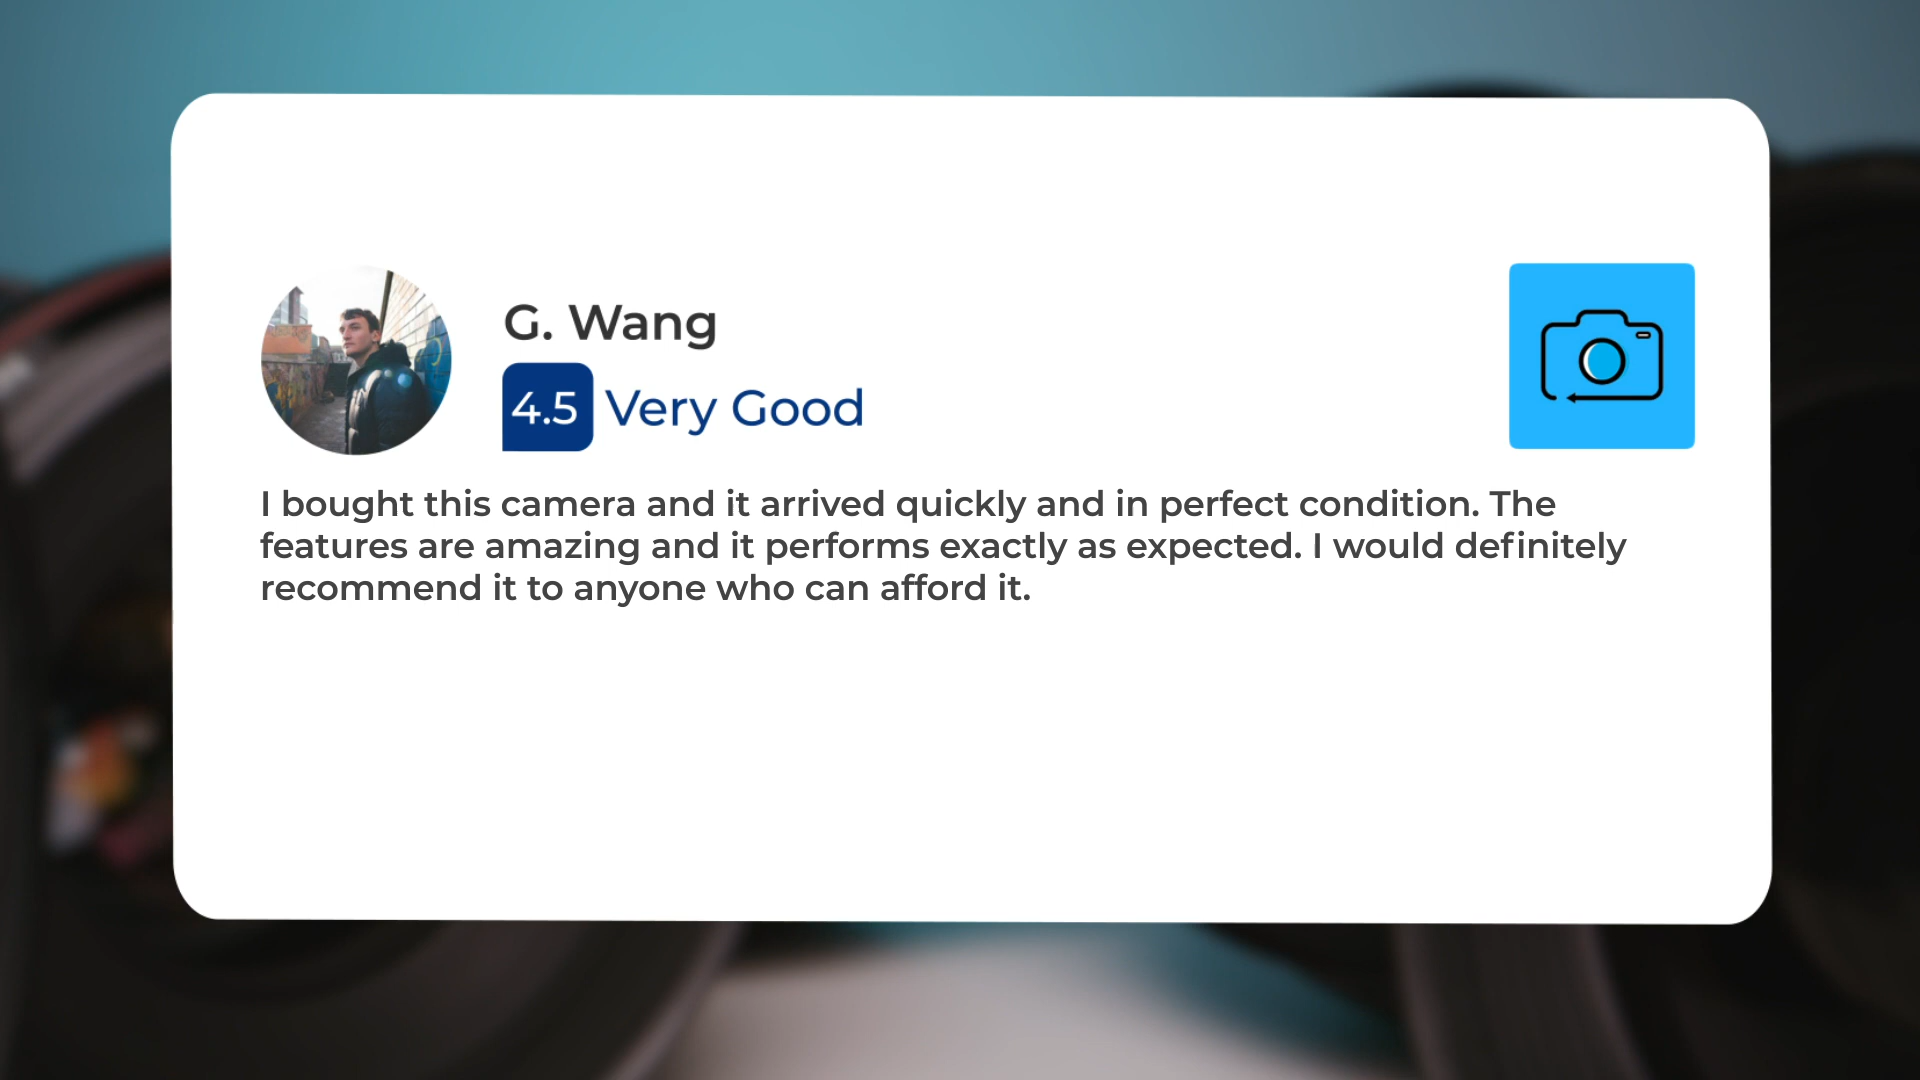 G. Wang
4.5 Very Good
I bought this camera and it arrived quickly and in perfect condition. The
features are amazing and it performs exactly as expected. I would definitely
recommend it to anyone who can afford it.